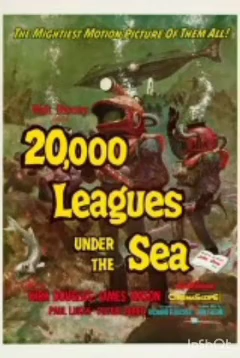 THE MIGHTIEST MOTION PICTURE OF THEM ALL!
Walt Disney's
20,000
Leagues
UNDER
THE
Sea
KIRK DOUGLAS JAMES MASON
CINEMASCOPE
PAUL LUKAS PETER LORRE
InShOt